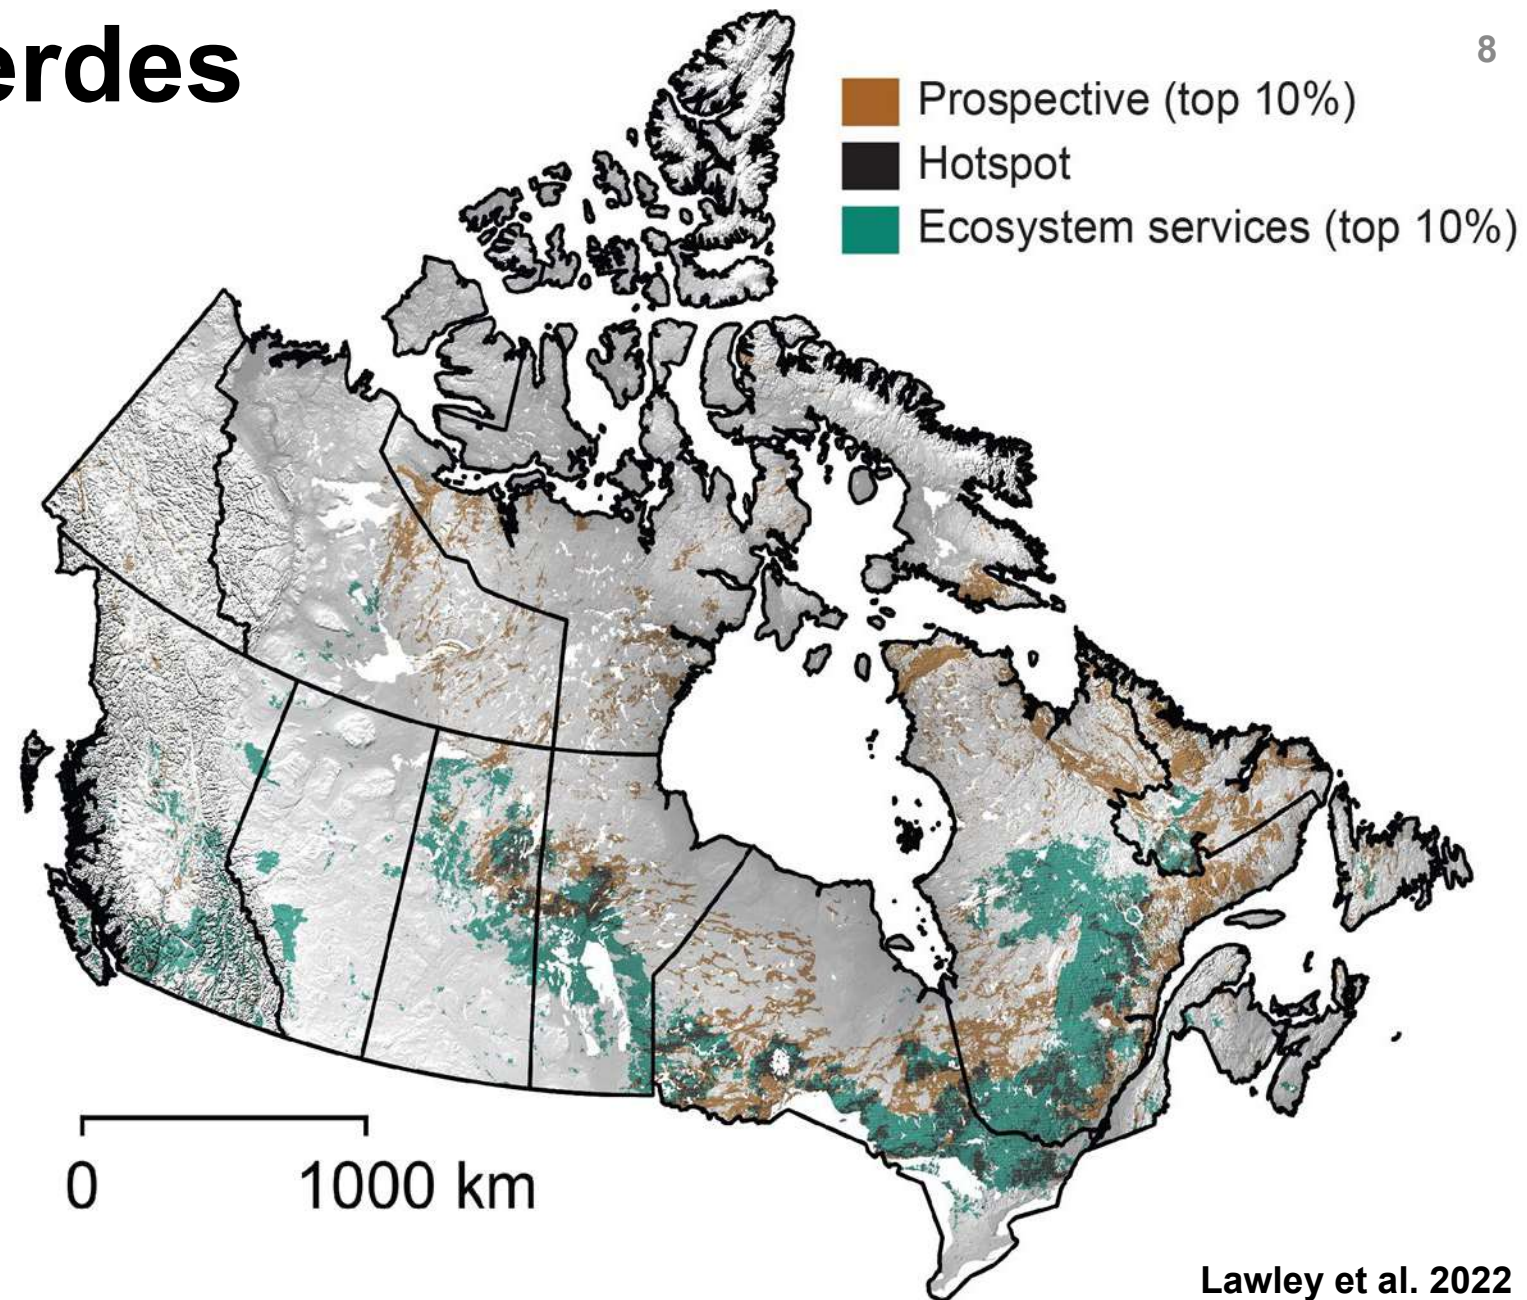 erdes
8
Prospective (top 10%)
Hotspot
Ecosystem services (top 10%)
0 1000 km
Lawley et al. 2022